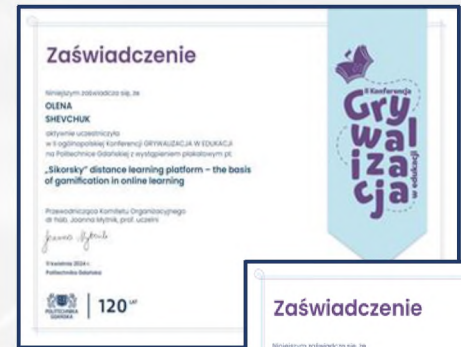 Zaświadczenie
Niniejszym zaświadcza się, że
OLENA
SHEVCHUK
aktywnie uczestniczyła
w II ogólnopolskiej Konferencji GRYWALIZACJA W EDUKACJI
na Politechnice Gdańskiej z wystąpieniem plakatowym pt.
„Sikorsky” distance learning platform – the basis
of gamification in online learning
Przewodnicząca Komitetu Organizacyjnego
dr hab. Joanna Mytnik, prof. uczelni
11 kwietnia 2024 r.
Politechnika Gdańska
POLITECHNIKA
GDAŃSKA
120 LAT
II Konferencja
Gry
wal
iza
cja
w edukacji
Zaświadczenie
Niniejszym zaświadcza się, że